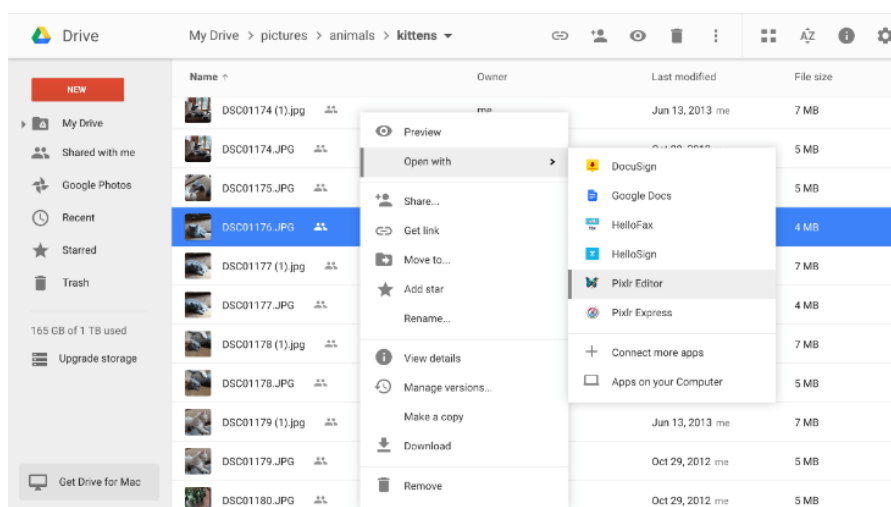 Drive
My Drive > pictures > animals > kittens
NEW
My Drive
Shared with me
Google Photos
Recent
Starred
Trash
165 GB of 1 TB used
Upgrade storage
Get Drive for Mac
Name ↑ Owner Last modified File size
DSC01174 (1).jpg me Jun 13, 2013 me 7 MB
DSC01174.JPG 5 MB
DSC01175.JPG 5 MB
DSC01176.JPG 4 MB
DSC01177 (1).jpg 7 MB
DSC01177.JPG 4 MB
DSC01178 (1).jpg 7 MB
DSC01178.JPG 5 MB
DSC01179 (1).jpg Jun 13, 2013 me 7 MB
DSC01179.JPG Oct 29, 2012 me 5 MB
DSC01180.JPG Oct 29, 2012 me 5 MB
Preview
Open with
Share...
Get link
Move to...
Add star
Rename...
View details
Manage versions...
Make a copy
Download
Remove
DocuSign
Google Docs
HelloFax
HelloSign
Pixlr Editor
Pixlr Express
Connect more apps
Apps on your Computer